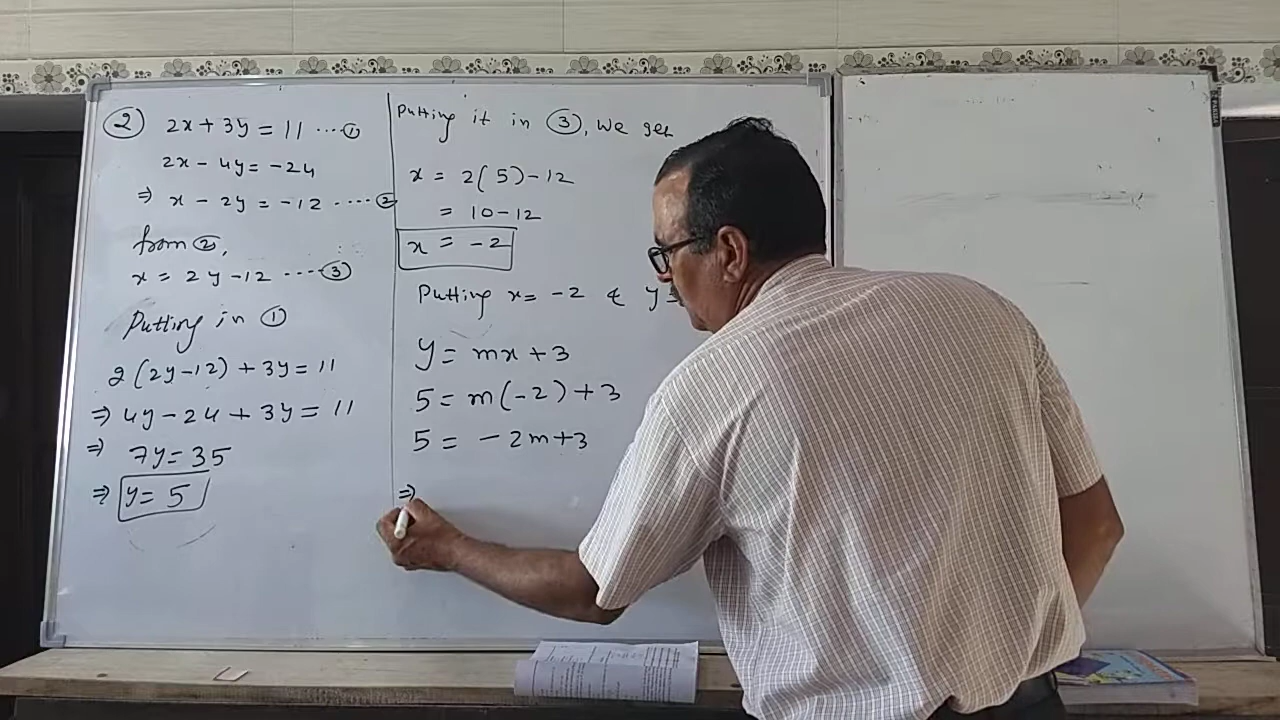 ② 2x + 3y = 11 ....①
2x - 4y = -24
⇒ x - 2y = -12 ....②
from ②,
x = 2y - 12 ....③
Putting in ①
2(2y-12) + 3y = 11
⇒ 4y - 24 + 3y = 11
⇒ 7y = 35
⇒ y = 5
Putting it in ③, we get
x = 2(5) - 12
= 10 - 12
x = -2
Putting x = -2 & y =
y = mx + 3
5 = m(-2) + 3
5 = -2m + 3
⇒